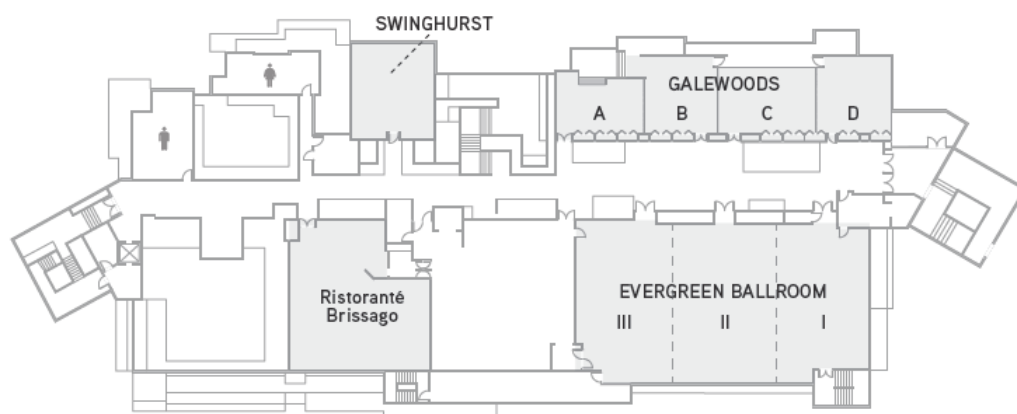 SWINGHURST
GALEWOODS
A B C D
Ristoranté
Brissago
EVERGREEN BALLROOM
III II I